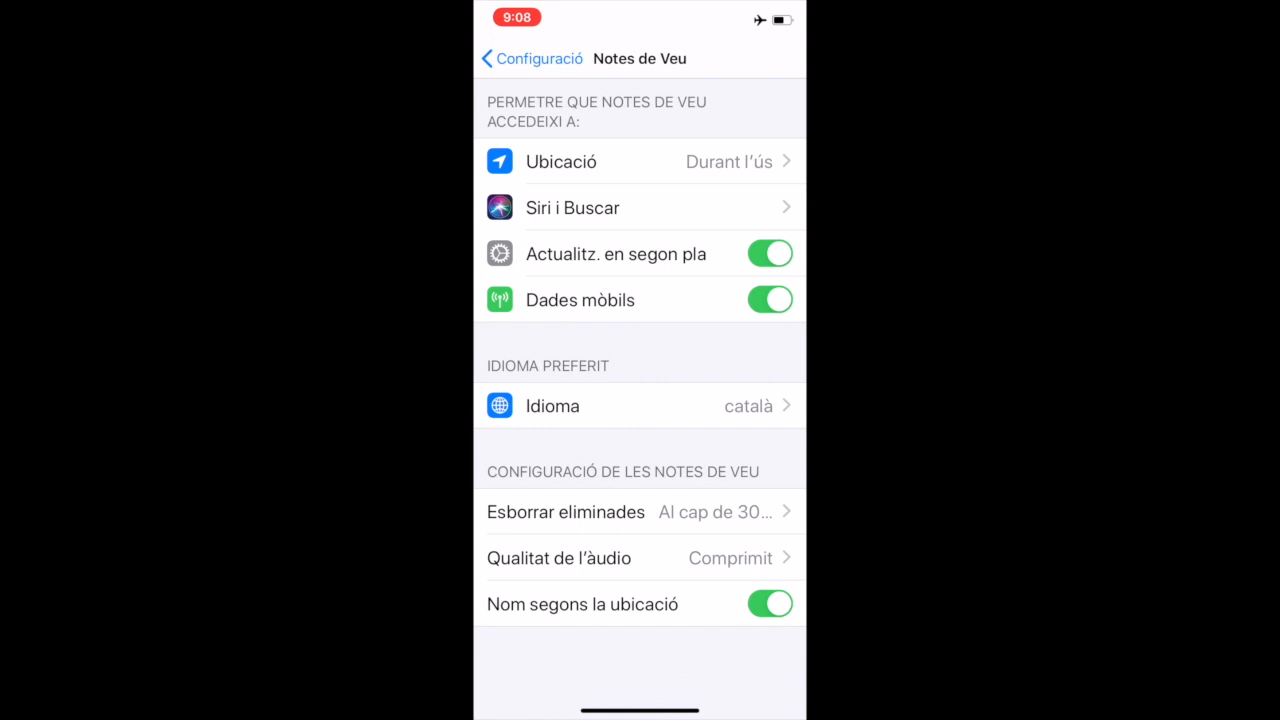 9:08
Configuració Notes de Veu
PERMETRE QUE NOTES DE VEU
ACCEDEIXI A:
Ubicació Durant l’ús
Siri i Buscar
Actualitz. en segon pla
Dades mòbils
IDIOMA PREFERIT
Idioma català
CONFIGURACIÓ DE LES NOTES DE VEU
Esborrar eliminades Al cap de 30...
Qualitat de l’àudio Comprimit
Nom segons la ubicació